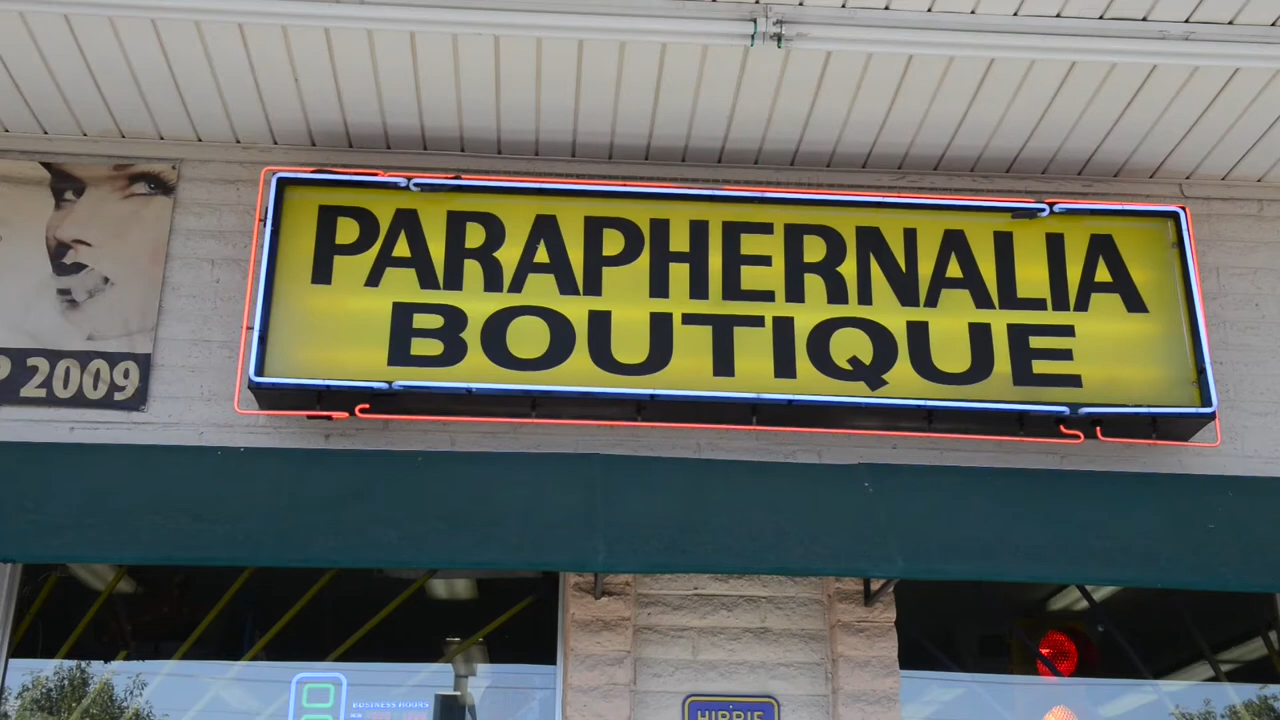 PARAPHERNALIA
BOUTIQUE
2009
BUSINESS HOURS
HIPPIE